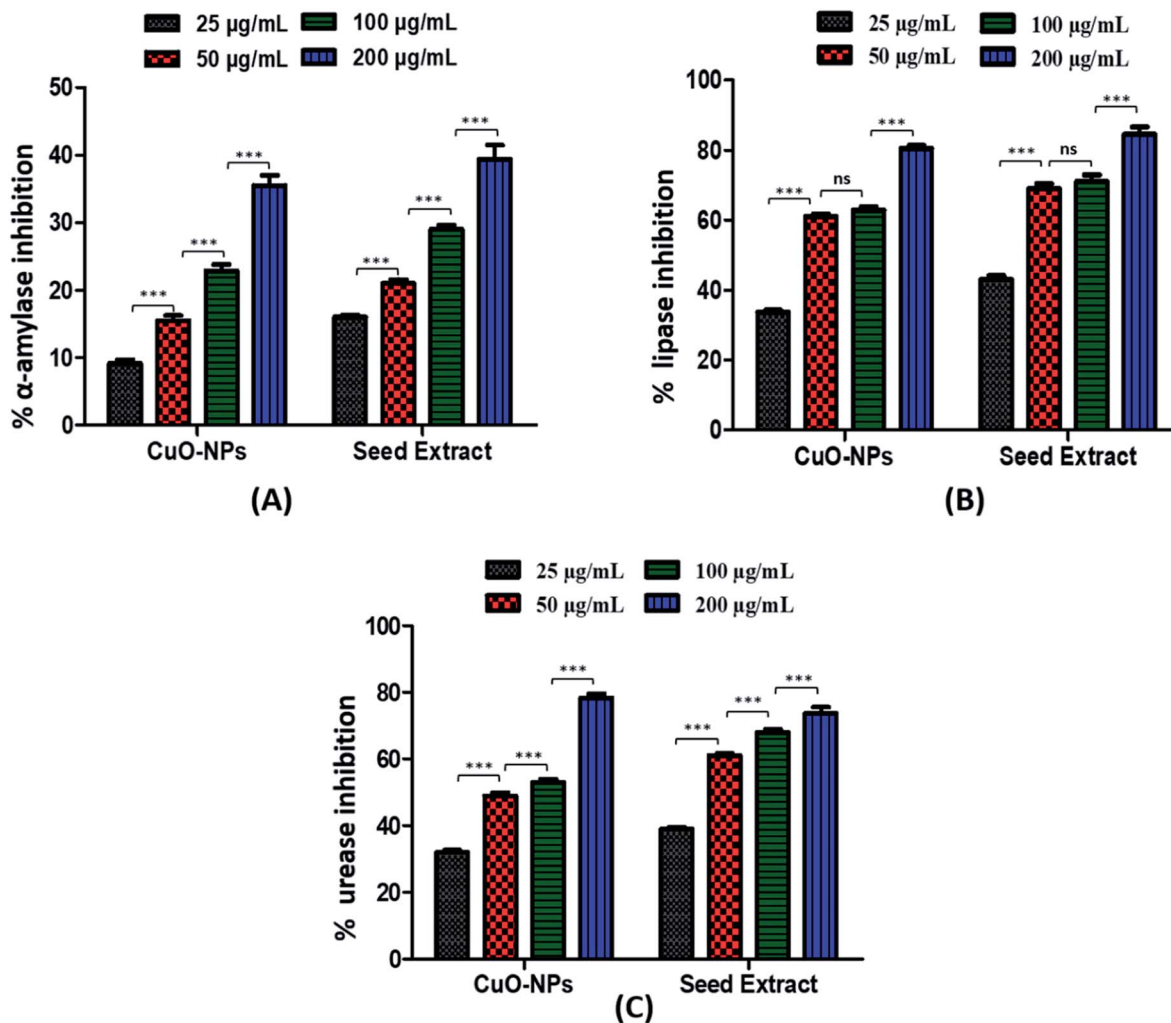 25 µg/mL 100 µg/mL
50 µg/mL 200 µg/mL
% α-amylase inhibition
50
40
30
20
10
0
*** *** *** *** *** ***
CuO-NPs Seed Extract
(A)
25 µg/mL 100 µg/mL
50 µg/mL 200 µg/mL
% lipase inhibition
100
80
60
40
20
0
*** ns *** *** ns ***
CuO-NPs Seed Extract
(B)
25 µg/mL 100 µg/mL
50 µg/mL 200 µg/mL
% urease inhibition
100
80
60
40
20
0
*** *** *** *** *** ***
CuO-NPs Seed Extract
(C)